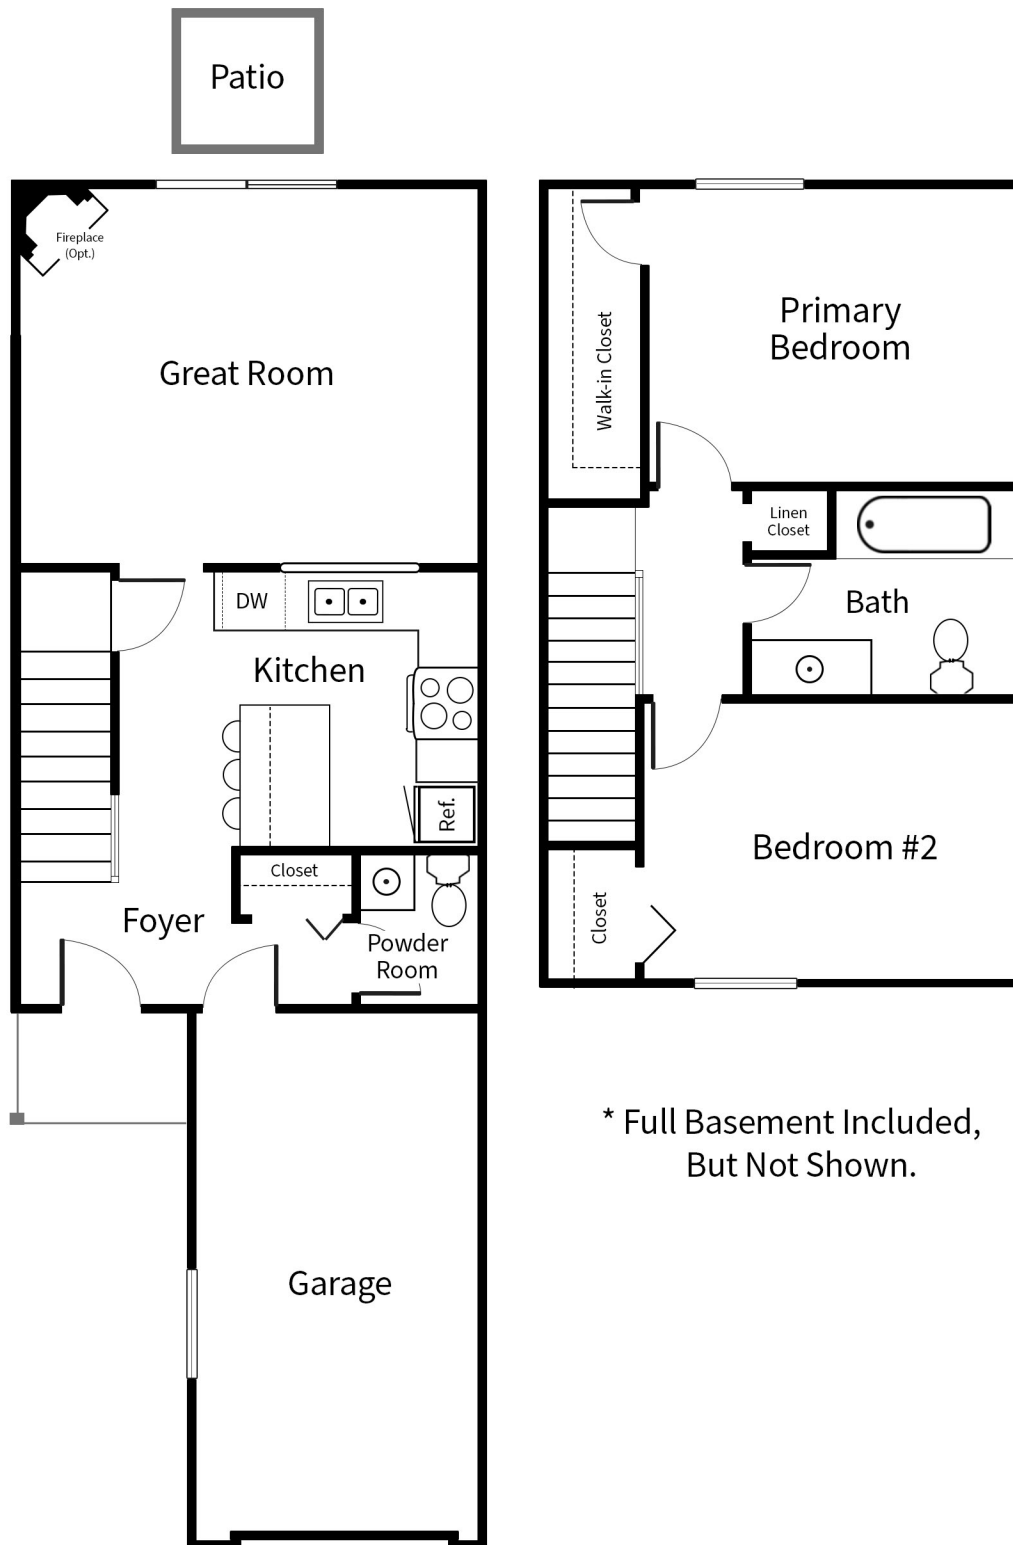 Patio
Fireplace
(Opt.)
Great Room
DW
Kitchen
Ref.
Closet
Foyer
Powder
Room
Garage
Primary
Bedroom
Walk-in Closet
Linen
Closet
Bath
Bedroom #2
Closet
* Full Basement Included,
But Not Shown.